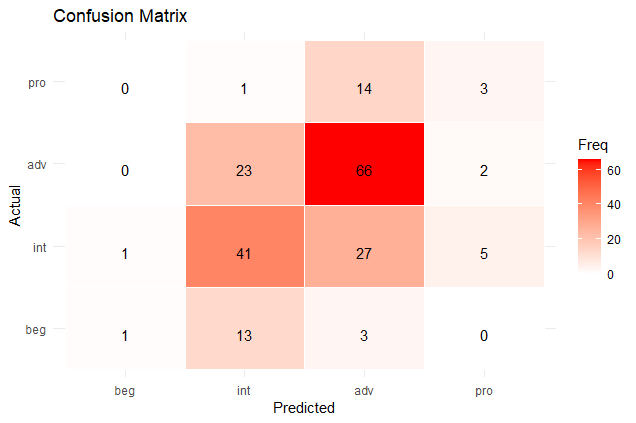 Confusion Matrix
pro 0 1 14 3
adv 0 23 66 2
int 1 41 27 5
beg 1 13 3 0
beg int adv pro
Predicted
Actual
Freq
60
40
20
0